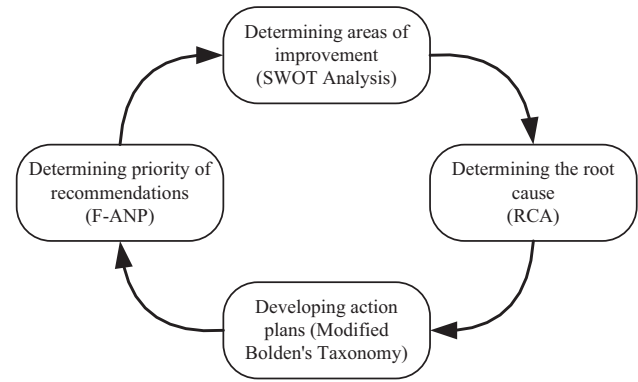 Determining areas of
improvement
(SWOT Analysis)
Determining the root
cause
(RCA)
Developing action
plans (Modified
Bolden's Taxonomy)
Determining priority of
recommendations
(F-ANP)